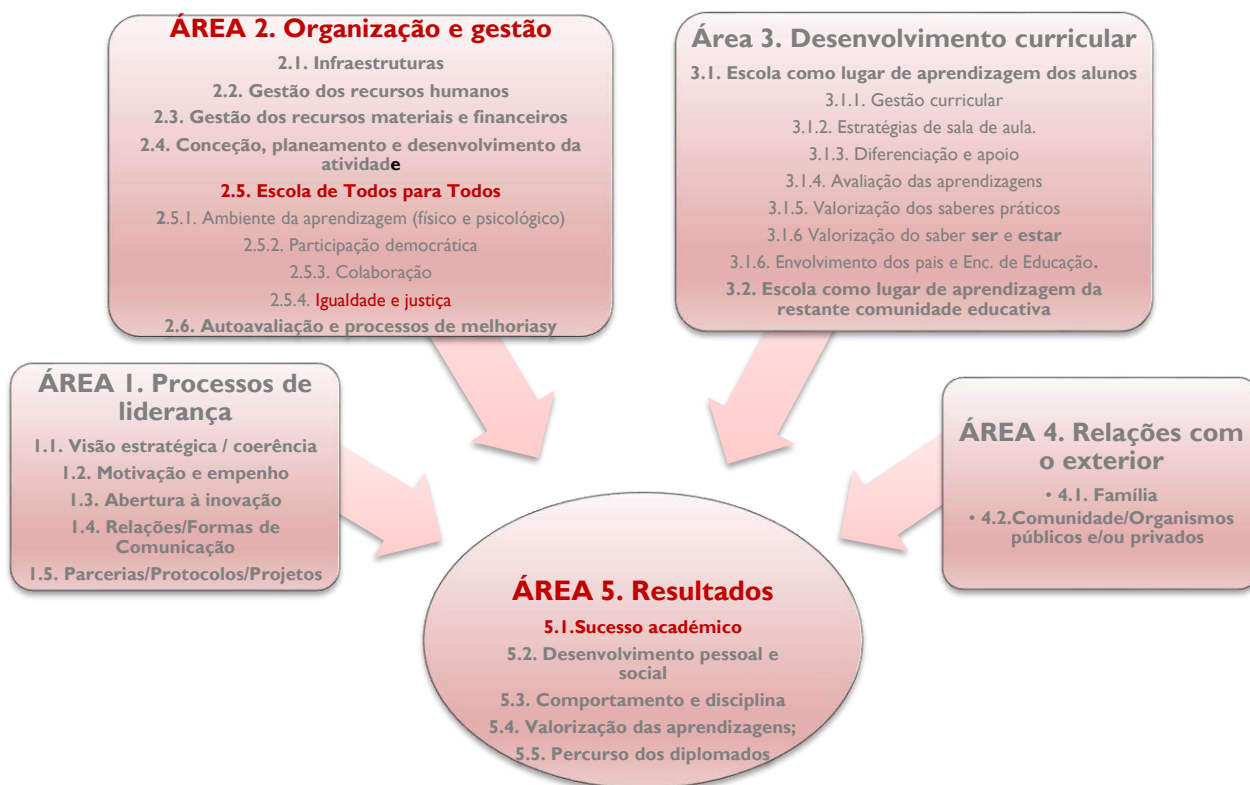 ÁREA 2. Organização e gestão
2.1. Infraestruturas
2.2. Gestão dos recursos humanos
2.3. Gestão dos recursos materiais e financeiros
2.4. Conceção, planeamento e desenvolvimento da
atividade
2.5. Escola de Todos para Todos
2.5.1. Ambiente da aprendizagem (físico e psicológico)
2.5.2. Participação democrática
2.5.3. Colaboração
2.5.4. Igualdade e justiça
2.6. Autoavaliação e processos de melhoriasy
Área 3. Desenvolvimento curricular
3.1. Escola como lugar de aprendizagem dos alunos
3.1.1. Gestão curricular
3.1.2. Estratégias de sala de aula.
3.1.3. Diferenciação e apoio
3.1.4. Avaliação das aprendizagens
3.1.5. Valorização dos saberes práticos
3.1.6 Valorização do saber ser e estar
3.1.6. Envolvimento dos pais e Enc. de Educação.
3.2. Escola como lugar de aprendizagem da
restante comunidade educativa
ÁREA 1. Processos de
liderança
1.1. Visão estratégica / coerência
1.2. Motivação e empenho
1.3. Abertura à inovação
1.4. Relações/Formas de
Comunicação
1.5. Parcerias/Protocolos/Projetos
ÁREA 4. Relações com
o exterior
• 4.1. Família
• 4.2.Comunidade/Organismos
públicos e/ou privados
ÁREA 5. Resultados
5.1.Sucesso académico
5.2. Desenvolvimento pessoal e
social
5.3. Comportamento e disciplina
5.4. Valorização das aprendizagens;
5.5. Percurso dos diplomados